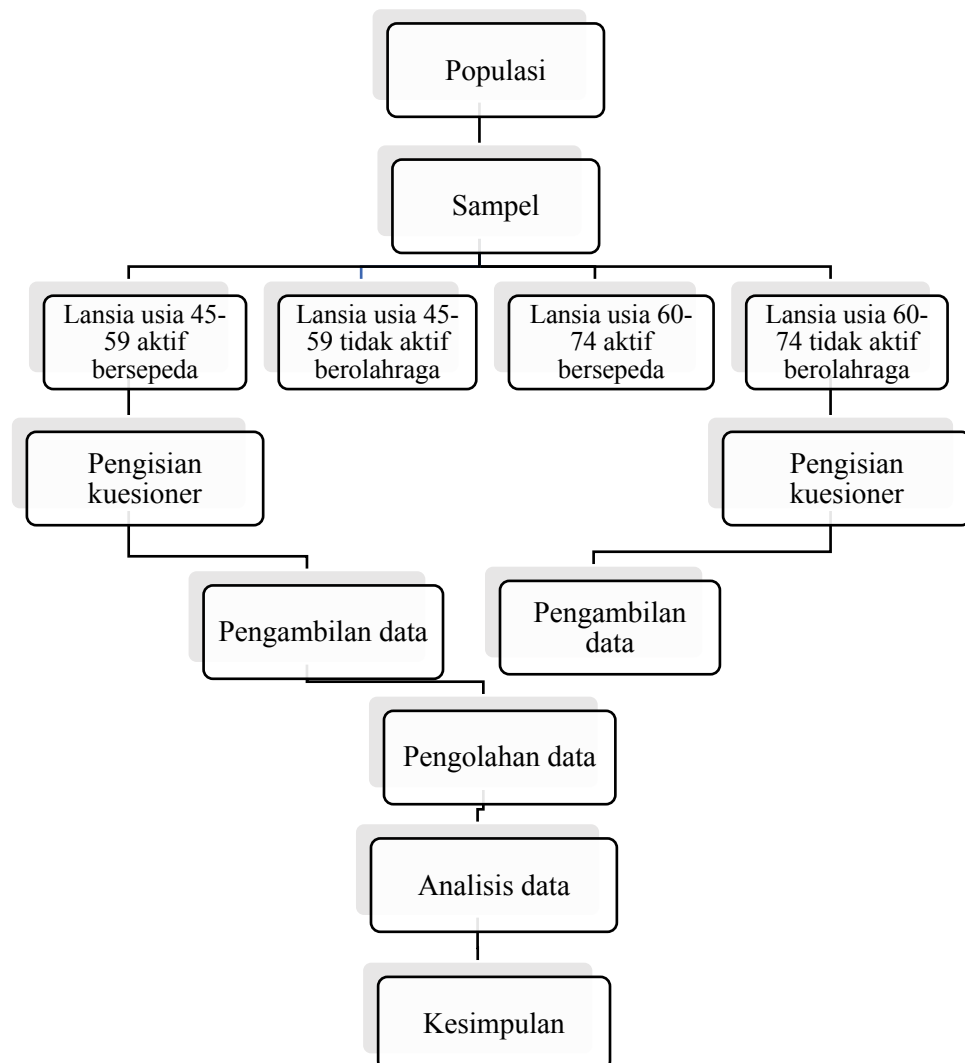 Populasi
Sampel
Lansia usia 45-
59 aktif
bersepeda
Lansia usia 45-
59 tidak aktif
berolahraga
Lansia usia 60-
74 aktif
bersepeda
Lansia usia 60-
74 tidak aktif
berolahraga
Pengisian
kuesioner
Pengisian
kuesioner
Pengambilan data
Pengambilan
data
Pengolahan data
Analisis data
Kesimpulan